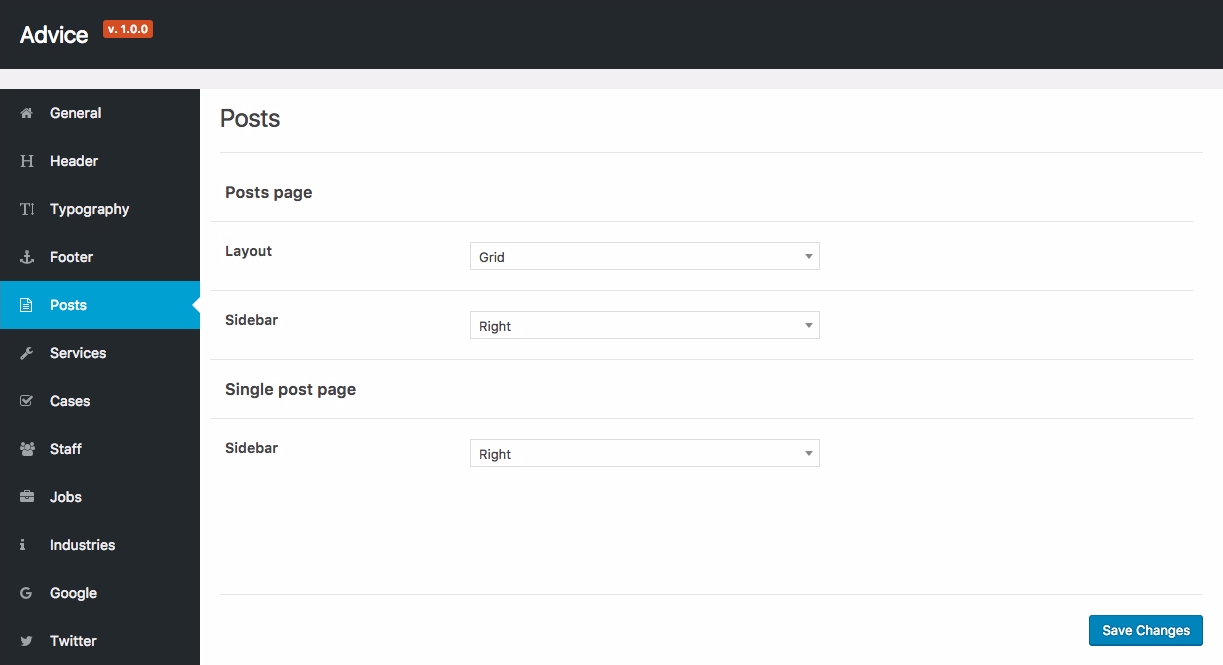 Advice v. 1.0.0
General
Header
Typography
Footer
Posts
Services
Cases
Staff
Jobs
Industries
Google
Twitter
Posts
Posts page
Layout Grid
Sidebar Right
Single post page
Sidebar Right
Save Changes